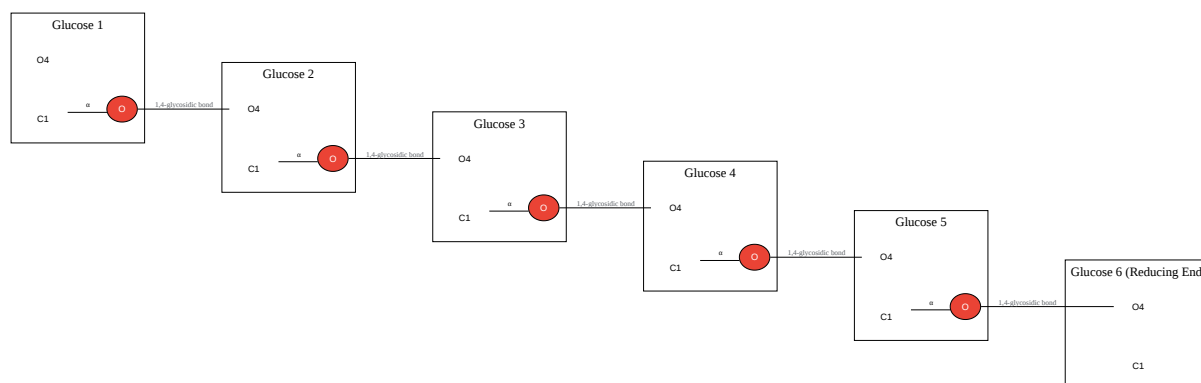 Glucose 1
O4
C1
α
O
1,4-glycosidic bond
Glucose 2
O4
C1
α
O
1,4-glycosidic bond
Glucose 3
O4
C1
α
O
1,4-glycosidic bond
Glucose 4
O4
C1
α
O
1,4-glycosidic bond
Glucose 5
O4
C1
α
O
1,4-glycosidic bond
Glucose 6 (Reducing End
O4
C1